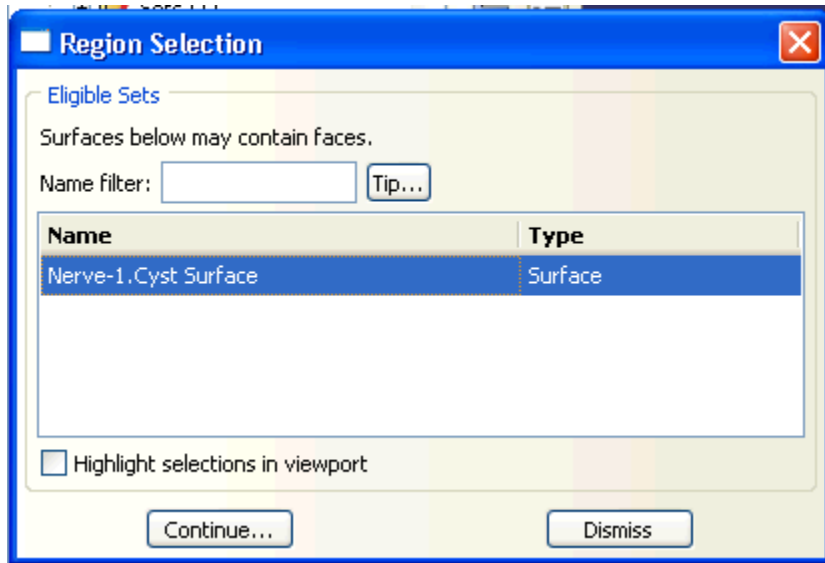 Region Selection
Eligible Sets
Surfaces below may contain faces.
Name filter: Tip...
Name Type
Nerve-1.Cyst Surface Surface
Highlight selections in viewport
Continue... Dismiss